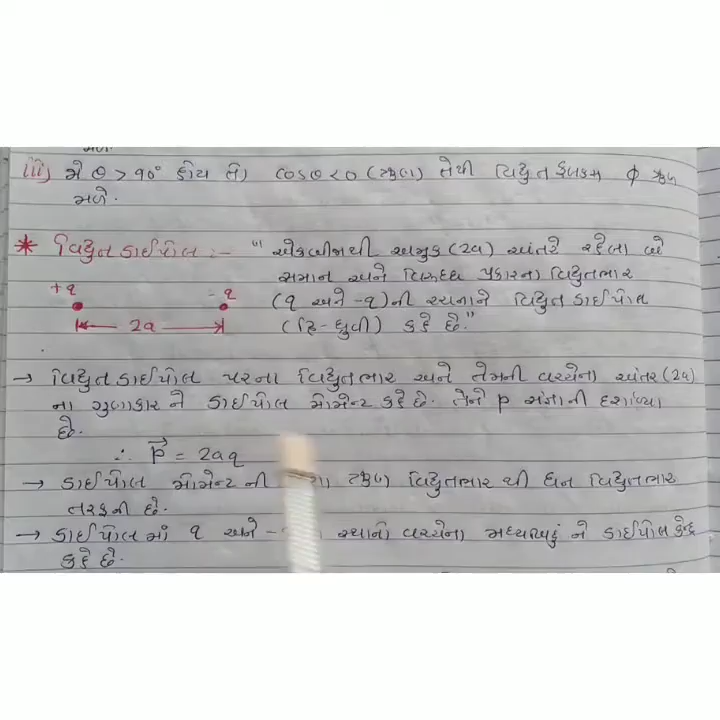 મળે.
iii) જો θ > 90° હોય તો cosθ < 0 (ઋણ) તેથી વિદ્યુત ફલક્સ ϕ ઋણ
મળે.
* વિદ્યુત ડાઈપોલ :- "એકબીજાથી અમુક (2a) અંતરે રહેલા બે
સમાન અને વિરુદ્ધ પ્રકારના વિદ્યુતભાર
+q -q (q અને -q) ની રચનાને વિદ્યુત ડાઈપોલ
2a (દ્વિ-ધ્રુવી) કહે છે."
→ વિદ્યુત ડાઈપોલ પરના વિદ્યુતભાર અને તેમની વચ્ચેના અંતર (2a)
ના ગુણાકાર ને ડાઈપોલ મોમેન્ટ કહે છે. તેને p સંજ્ઞાની દર્શાવ્યા
છે.
∴ p⃗ = 2aq
→ ડાઈપોલ મોમેન્ટ ની ઋણ વિદ્યુતભાર થી ધન વિદ્યુતભાર
તરફની છે.
→ ડાઈપોલ માં q અને - સ્થાનો વચ્ચેના મધ્યબિંદુ ને ડાઈપોલ કેન્દ્ર
કહે છે.